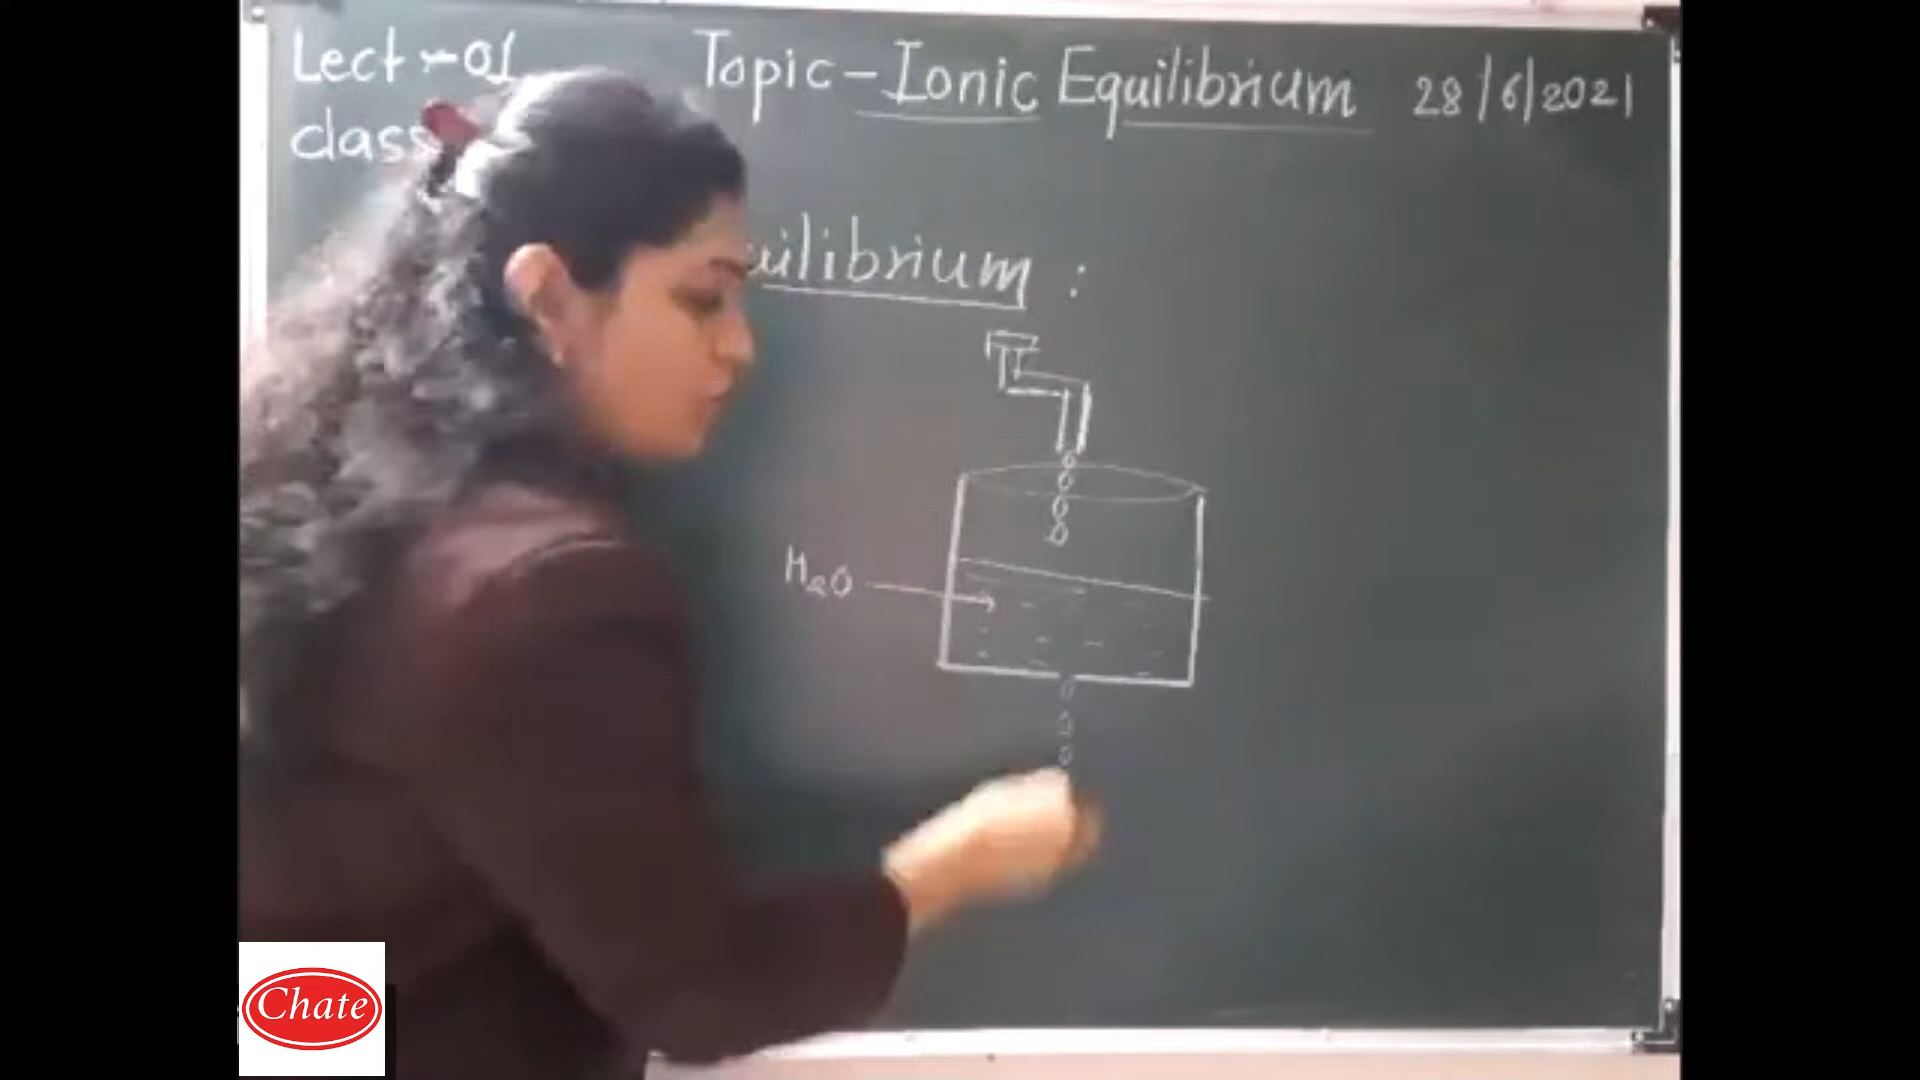 Lect - 01 Topic - Ionic Equilibrium 28/6/2021
class
uilibrium :
H2O
Chate